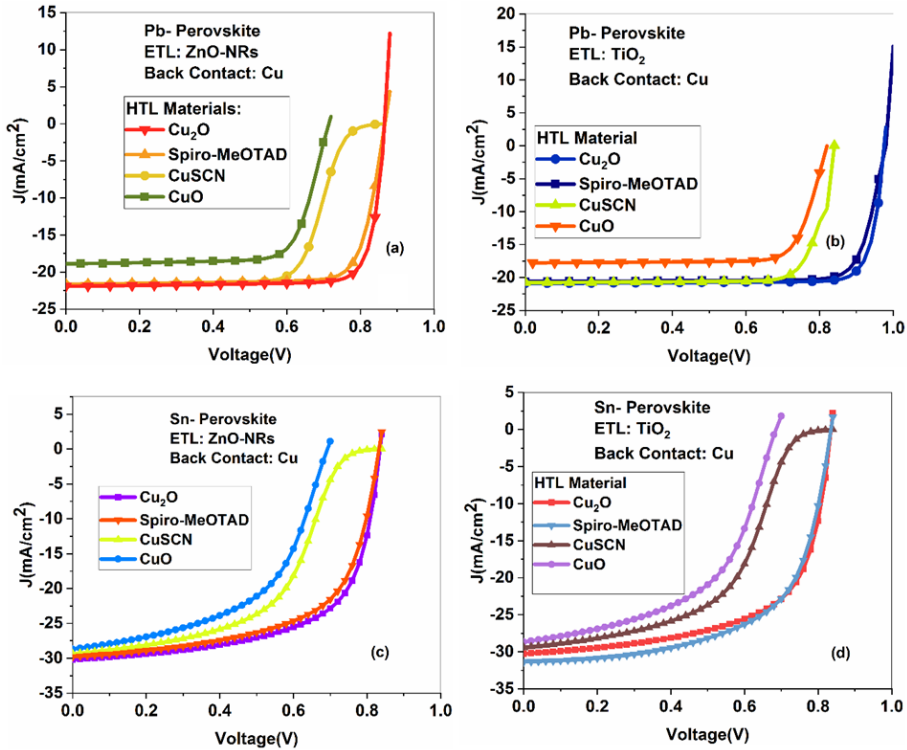 Pb- Perovskite
ETL: ZnO-NRs
Back Contact: Cu
HTL Materials:
Cu₂O
Spiro-MeOTAD
CuSCN
CuO
(a)
J(mA/cm²)
15
10
5
0
-5
-10
-15
-20
-25
0.0 0.2 0.4 0.6 0.8 1.0
Voltage(V)
Pb- Perovskite
ETL: TiO₂
Back Contact: Cu
HTL Material
Cu₂O
Spiro-MeOTAD
CuSCN
CuO
(b)
J(mA/cm²)
20
15
10
5
0
-5
-10
-15
-20
-25
0.0 0.2 0.4 0.6 0.8 1.0
Voltage(V)
Sn- Perovskite
ETL: ZnO-NRs
Back Contact: Cu
Cu₂O
Spiro-MeOTAD
CuSCN
CuO
(c)
J(mA/cm²)
5
0
-5
-10
-15
-20
-25
-30
-35
0.0 0.2 0.4 0.6 0.8 1.0
Voltage(V)
Sn- Perovskite
ETL: TiO₂
Back Contact: Cu
HTL Material
Cu₂O
Spiro-MeOTAD
CuSCN
CuO
(d)
J(mA/cm²)
5
0
-5
-10
-15
-20
-25
-30
-35
0.0 0.2 0.4 0.6 0.8 1.0
Voltage(V)